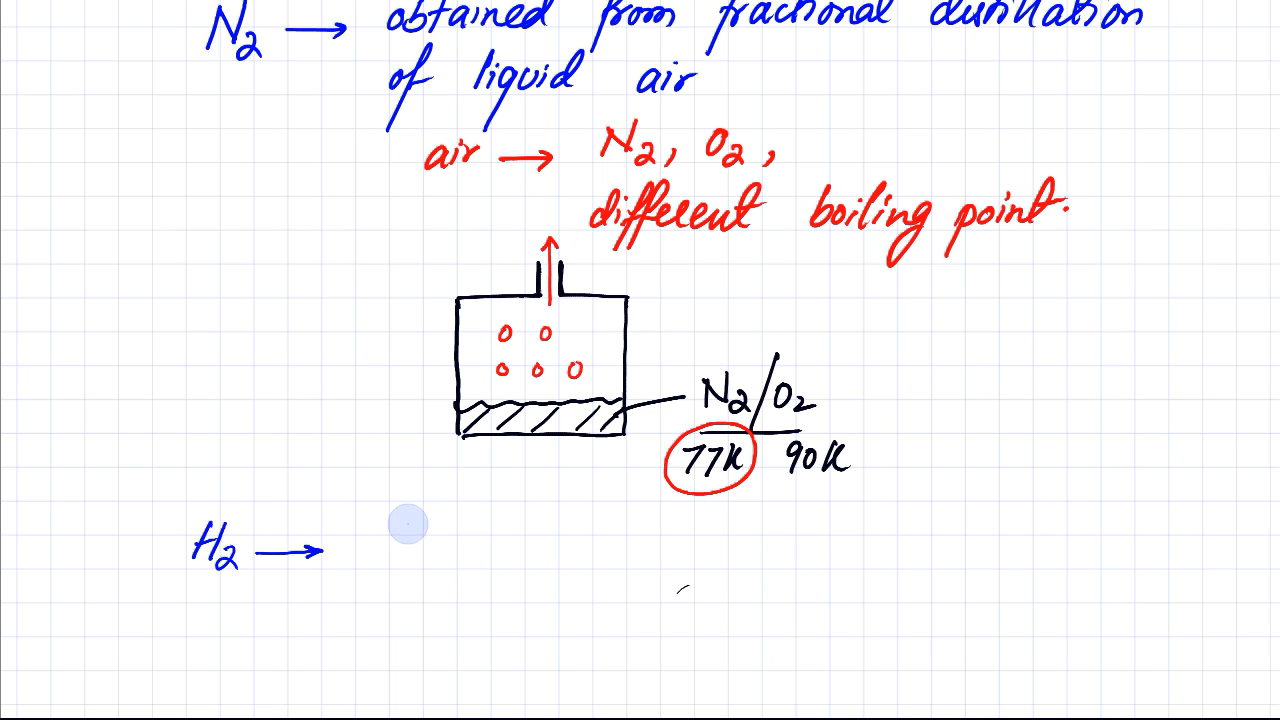 N₂ → obtained from fractional distillation
of liquid air
air → N₂, O₂,
different boiling point.
N₂/O₂
77K 90K
H₂ →